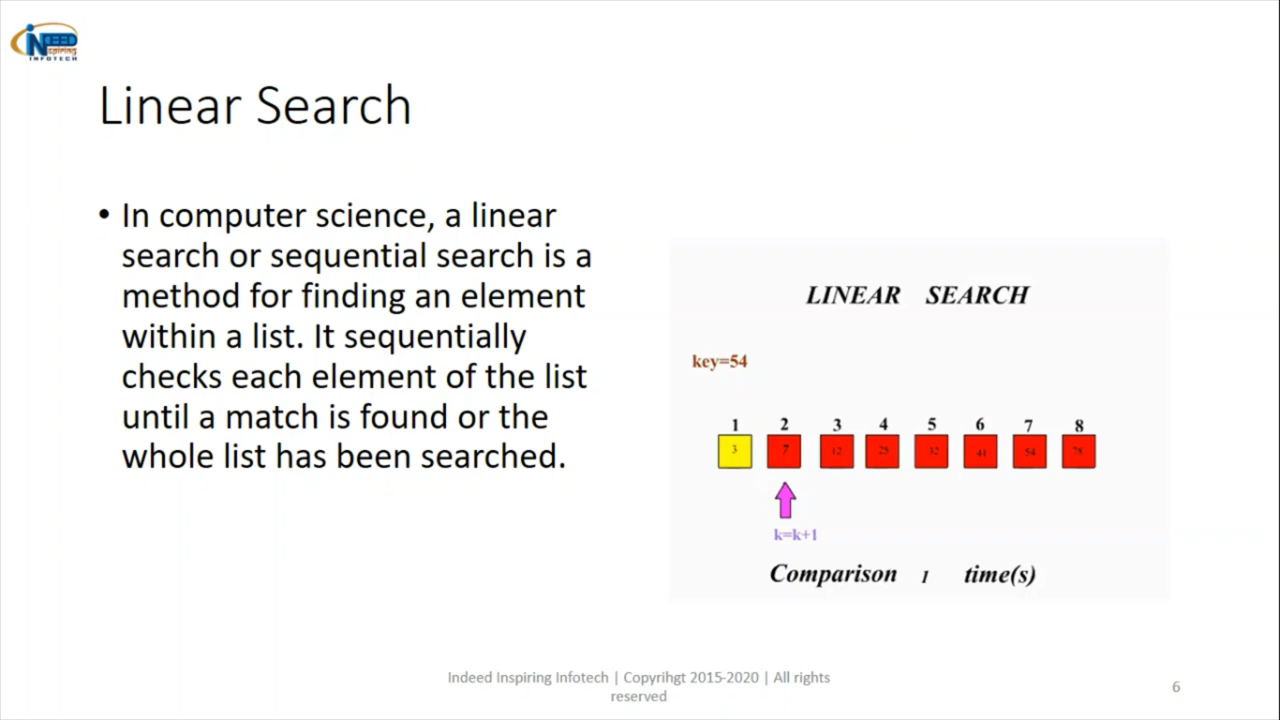 iNDEED
nspiring
INFOTECH
Linear Search
• In computer science, a linear
search or sequential search is a
method for finding an element
within a list. It sequentially
checks each element of the list
until a match is found or the
whole list has been searched.
LINEAR SEARCH
key=54
1 2 3 4 5 6 7 8
3 7 12 25 32 41 54 75
k=k+1
Comparison 1 time(s)
Indeed Inspiring Infotech | Copyrihgt 2015-2020 | All rights
reserved
6